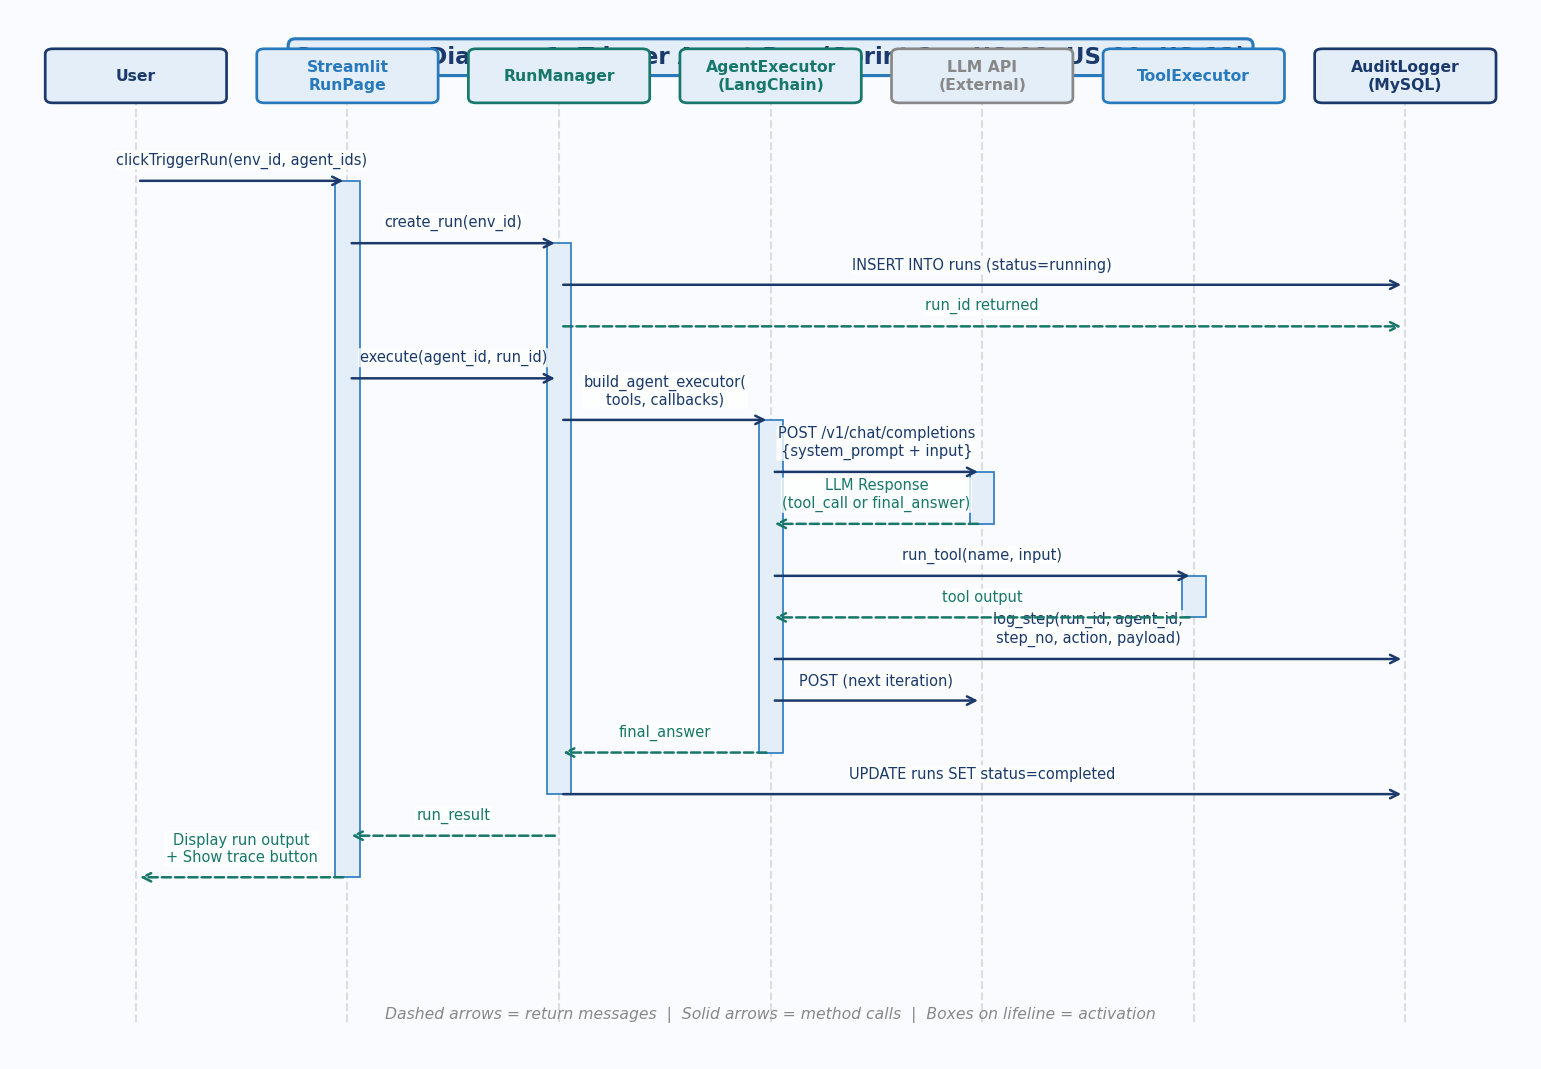 User
Streamlit
RunPage
RunManager
AgentExecutor
(LangChain)
LLM API
(External)
ToolExecutor
AuditLogger
(MySQL)
clickTriggerRun(env_id, agent_ids)
create_run(env_id)
INSERT INTO runs (status=running)
run_id returned
execute(agent_id, run_id)
build_agent_executor(
tools, callbacks)
POST /v1/chat/completions
{system_prompt + input}
LLM Response
(tool_call or final_answer)
run_tool(name, input)
tool output
log_step(run_id, agent_id,
step_no, action, payload)
POST (next iteration)
final_answer
UPDATE runs SET status=completed
run_result
Display run output
+ Show trace button
Dashed arrows = return messages | Solid arrows = method calls | Boxes on lifeline = activation